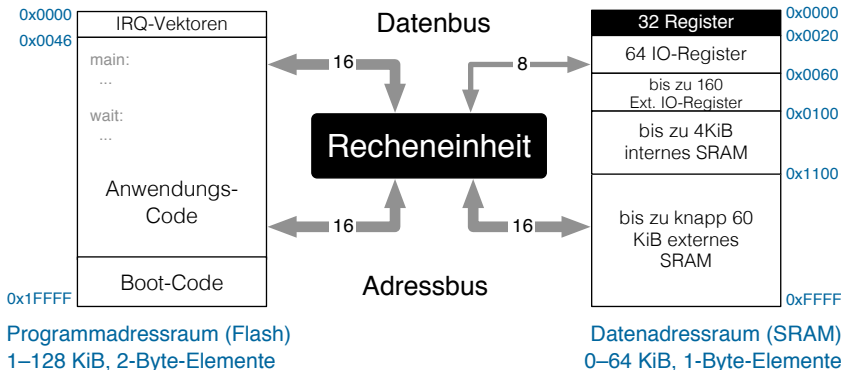 0x0000
0x0046
0x1FFFF
IRQ-Vektoren
main:
...
wait:
...
Anwendungs-
Code
Boot-Code
Programmadressraum (Flash)
1–128 KiB, 2-Byte-Elemente
Datenbus
16
8
Recheneinheit
16
16
Adressbus
32 Register
64 IO-Register
bis zu 160
Ext. IO-Register
bis zu 4KiB
internes SRAM
bis zu knapp 60
KiB externes
SRAM
0x0000
0x0020
0x0060
0x0100
0x1100
0xFFFF
Datenadressraum (SRAM)
0–64 KiB, 1-Byte-Elemente